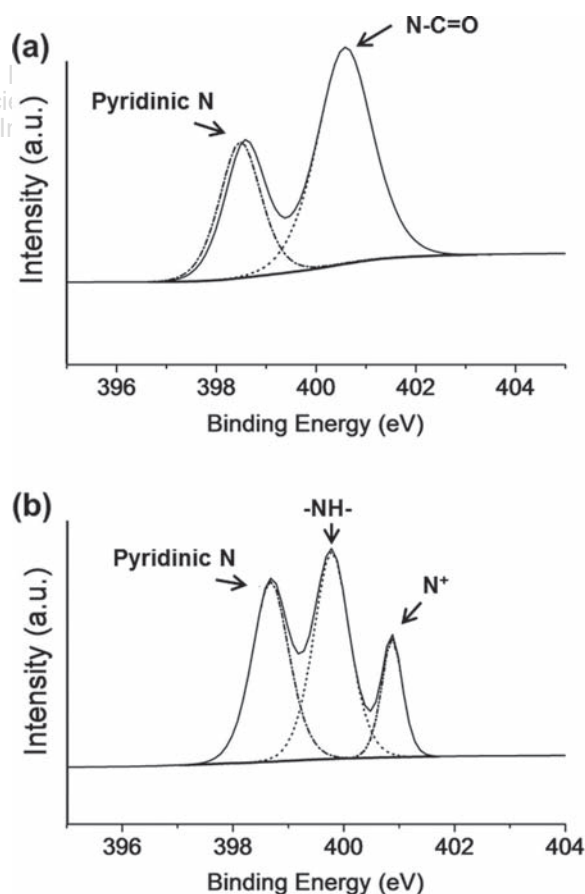 (a)
N-C=O
Pyridinic N
Intensity (a.u.)
396 398 400 402 404
Binding Energy (eV)
(b)
-NH-
Pyridinic N
N⁺
Intensity (a.u.)
396 398 400 402 404
Binding Energy (eV)